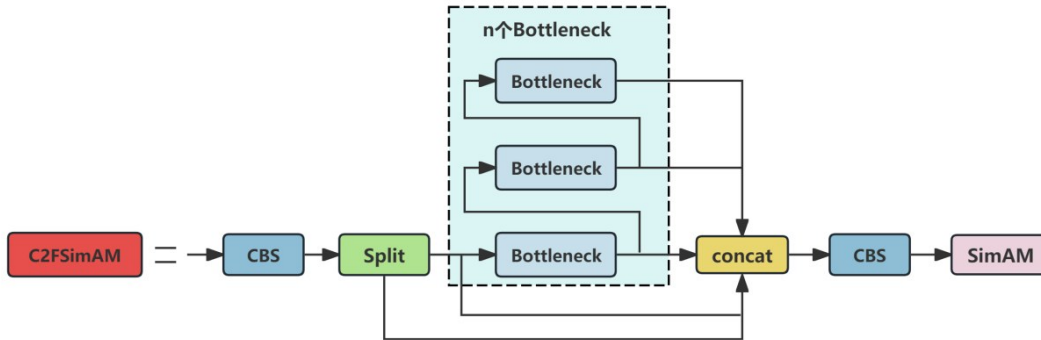 n个Bottleneck
Bottleneck
Bottleneck
C2FSimAM
CBS
Split
Bottleneck
concat
CBS
SimAM